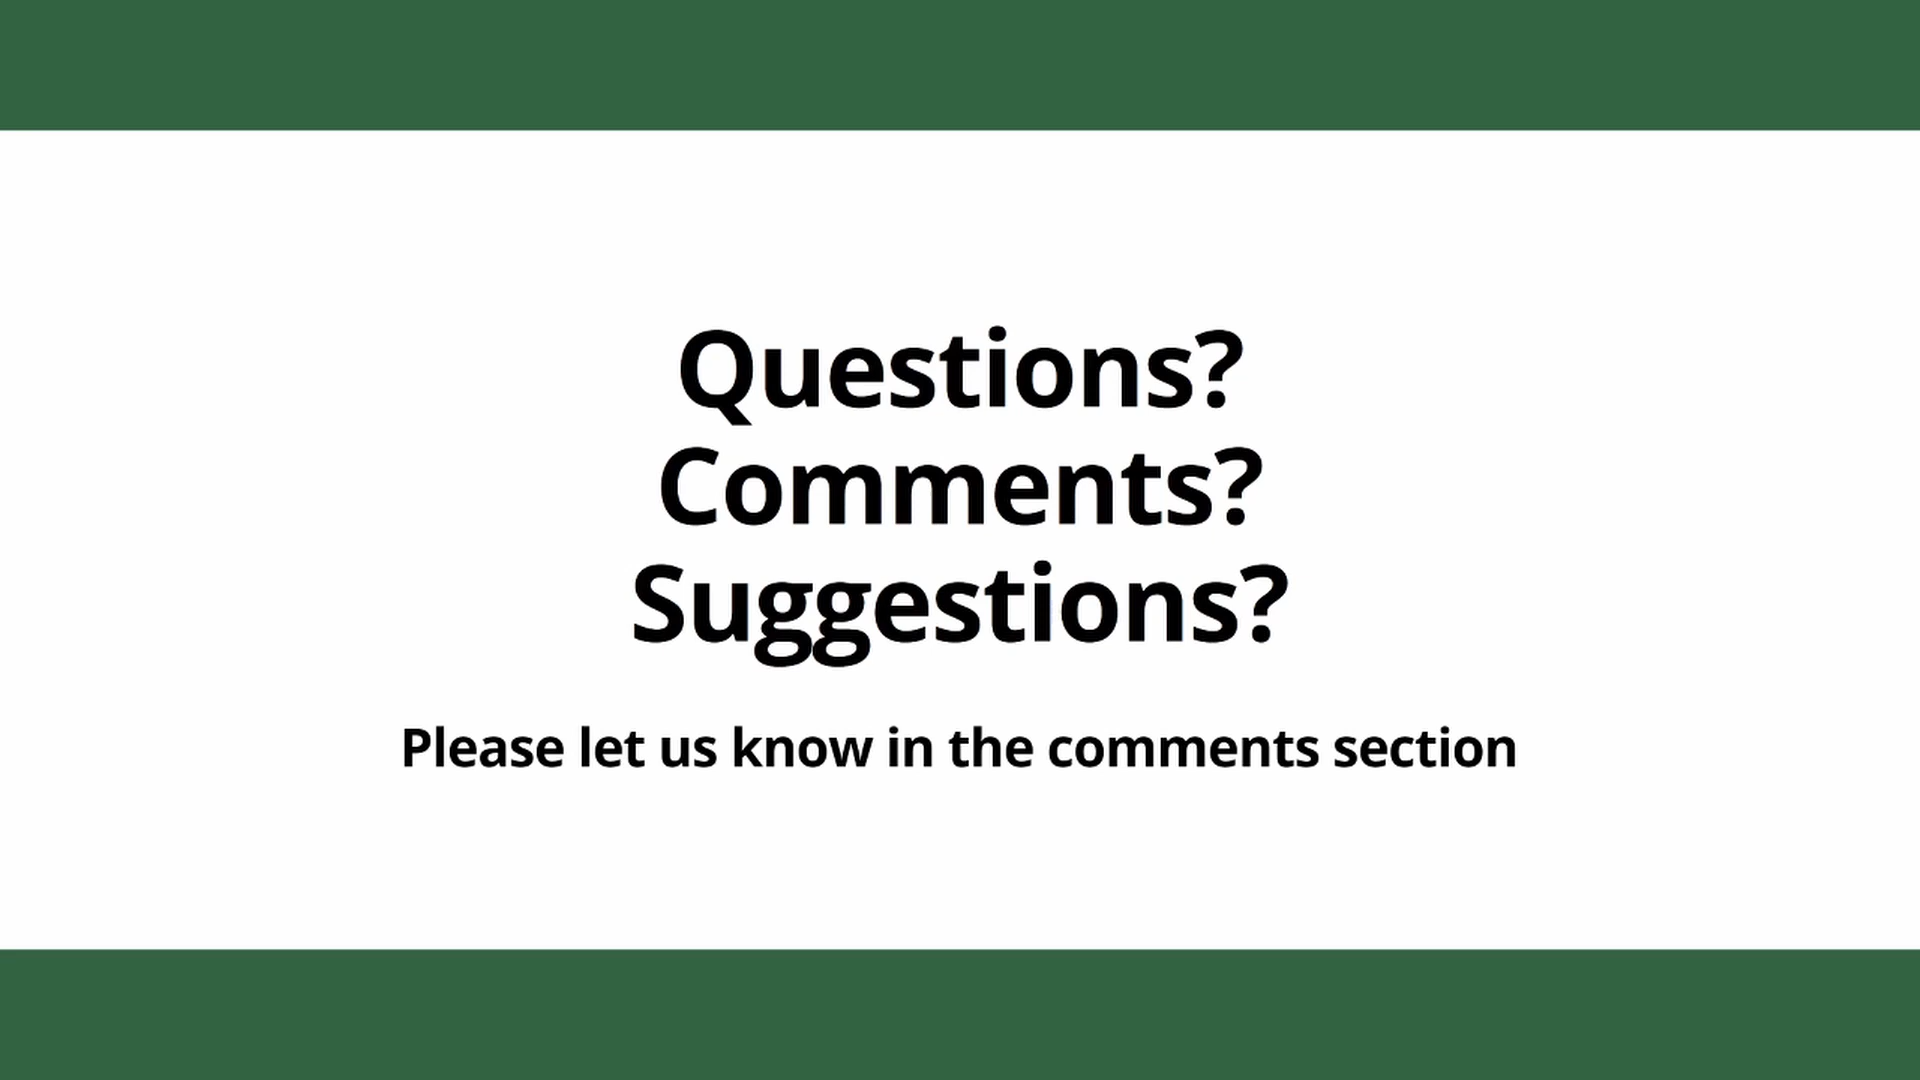 Questions?
Comments?
Suggestions?
Please let us know in the comments section